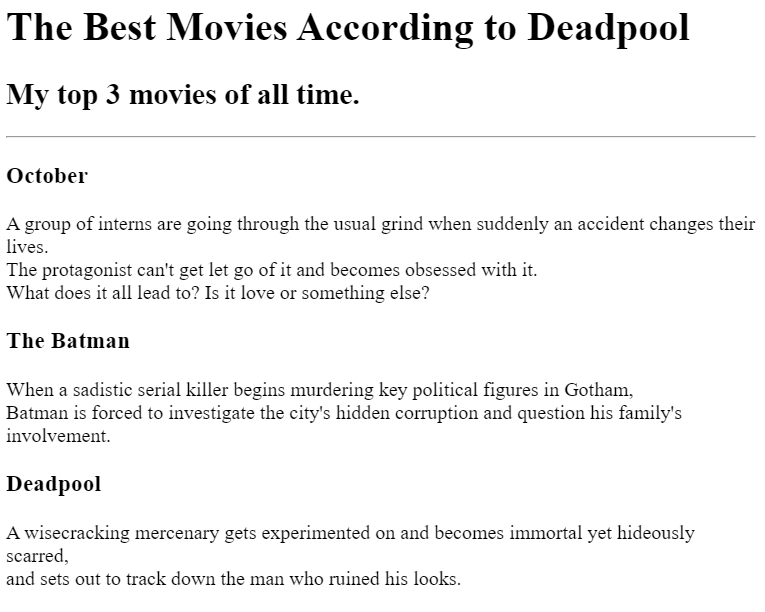 The Best Movies According to Deadpool
My top 3 movies of all time.
October
A group of interns are going through the usual grind when suddenly an accident changes their
lives.
The protagonist can't get let go of it and becomes obsessed with it.
What does it all lead to? Is it love or something else?
The Batman
When a sadistic serial killer begins murdering key political figures in Gotham,
Batman is forced to investigate the city's hidden corruption and question his family's
involvement.
Deadpool
A wisecracking mercenary gets experimented on and becomes immortal yet hideously
scarred,
and sets out to track down the man who ruined his looks.